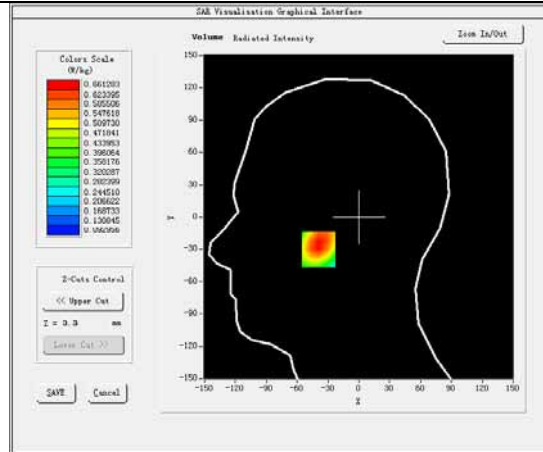 SAR Visualisation Graphical Interface
Volume Radiated Intensity
Zoom In/Out
Colors Scale
(W/kg)
0.661283
0.623395
0.585506
0.547618
0.509730
0.471841
0.433953
0.396064
0.358176
0.320287
0.282399
0.244510
0.206622
0.168733
0.130845
Z-Cuts Control
<< Upper Cut
Z = 3.3 mm
Lower Cut >>
SAVE Cancel
150
120
90
60
30
0
Y
-30
-60
-90
-120
-150
-150 -120 -90 -60 -30 0 30 60 90 120 150